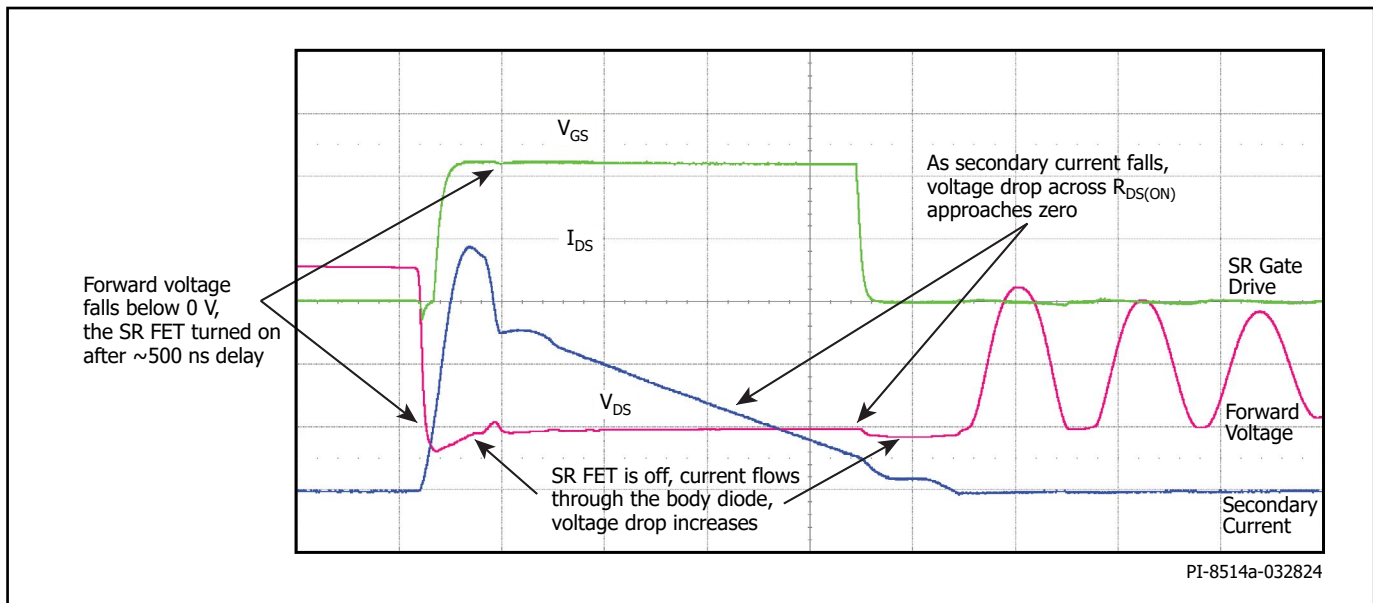 V_GS
I_DS
As secondary current falls,
voltage drop across R_DS(ON)
approaches zero
Forward voltage
falls below 0 V,
the SR FET turned on
after ~500 ns delay
SR Gate
Drive
V_DS
Forward
Voltage
SR FET is off, current flows
through the body diode,
voltage drop increases
Secondary
Current
PI-8514a-032824